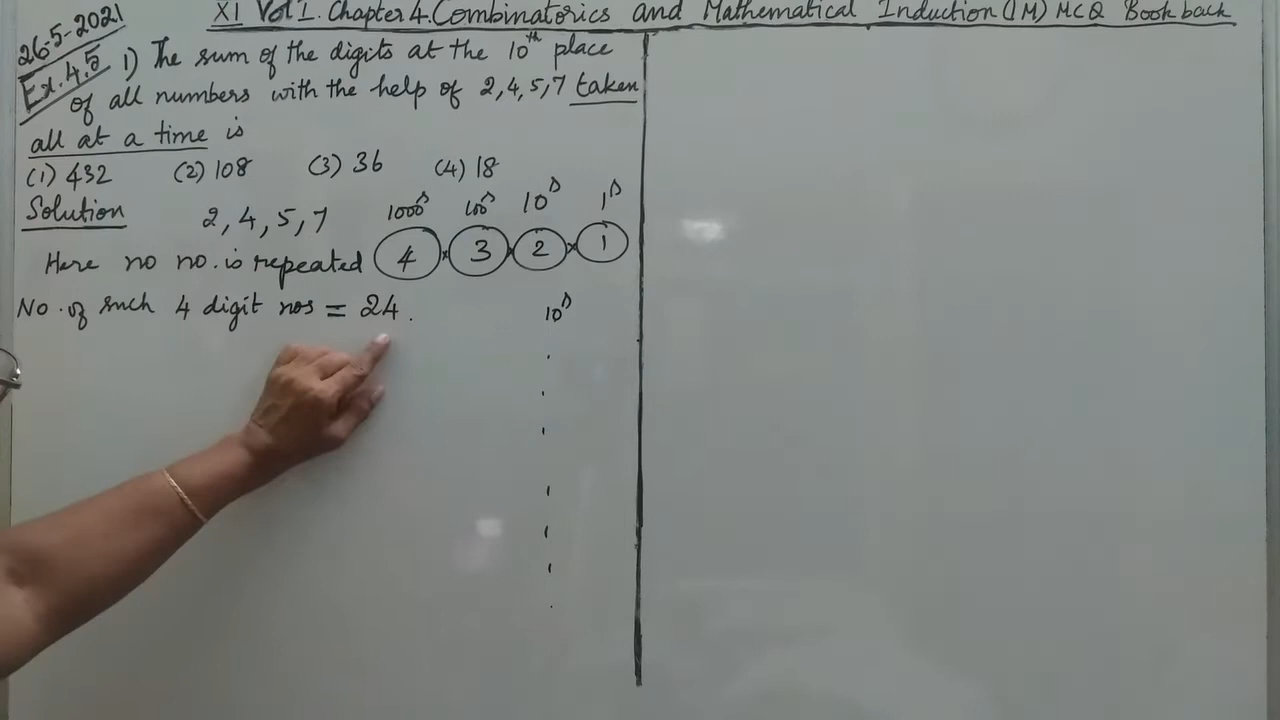 XI Vol 1. Chapter 4. Combinatorics and Mathematical Induction (1M) MCQ Book back
26-5-2021
Ex. 4.5
1) The sum of the digits at the 10th place
of all numbers with the help of 2,4,5,7 taken
all at a time is
(1) 432 (2) 108 (3) 36 (4) 18
Solution 2, 4, 5, 7 1000s 100s 10s 1s
Here no no. is repeated 4 × 3 × 2 × 1
No. of such 4 digit nos = 24. 10s